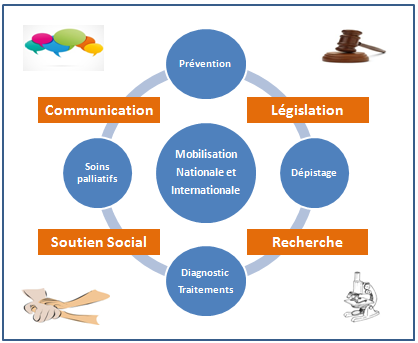 Prévention
Communication
Législation
Mobilisation
Nationale et
Internationale
Soins
palliatifs
Dépistage
Soutien Social
Recherche
Diagnostic
Traitements